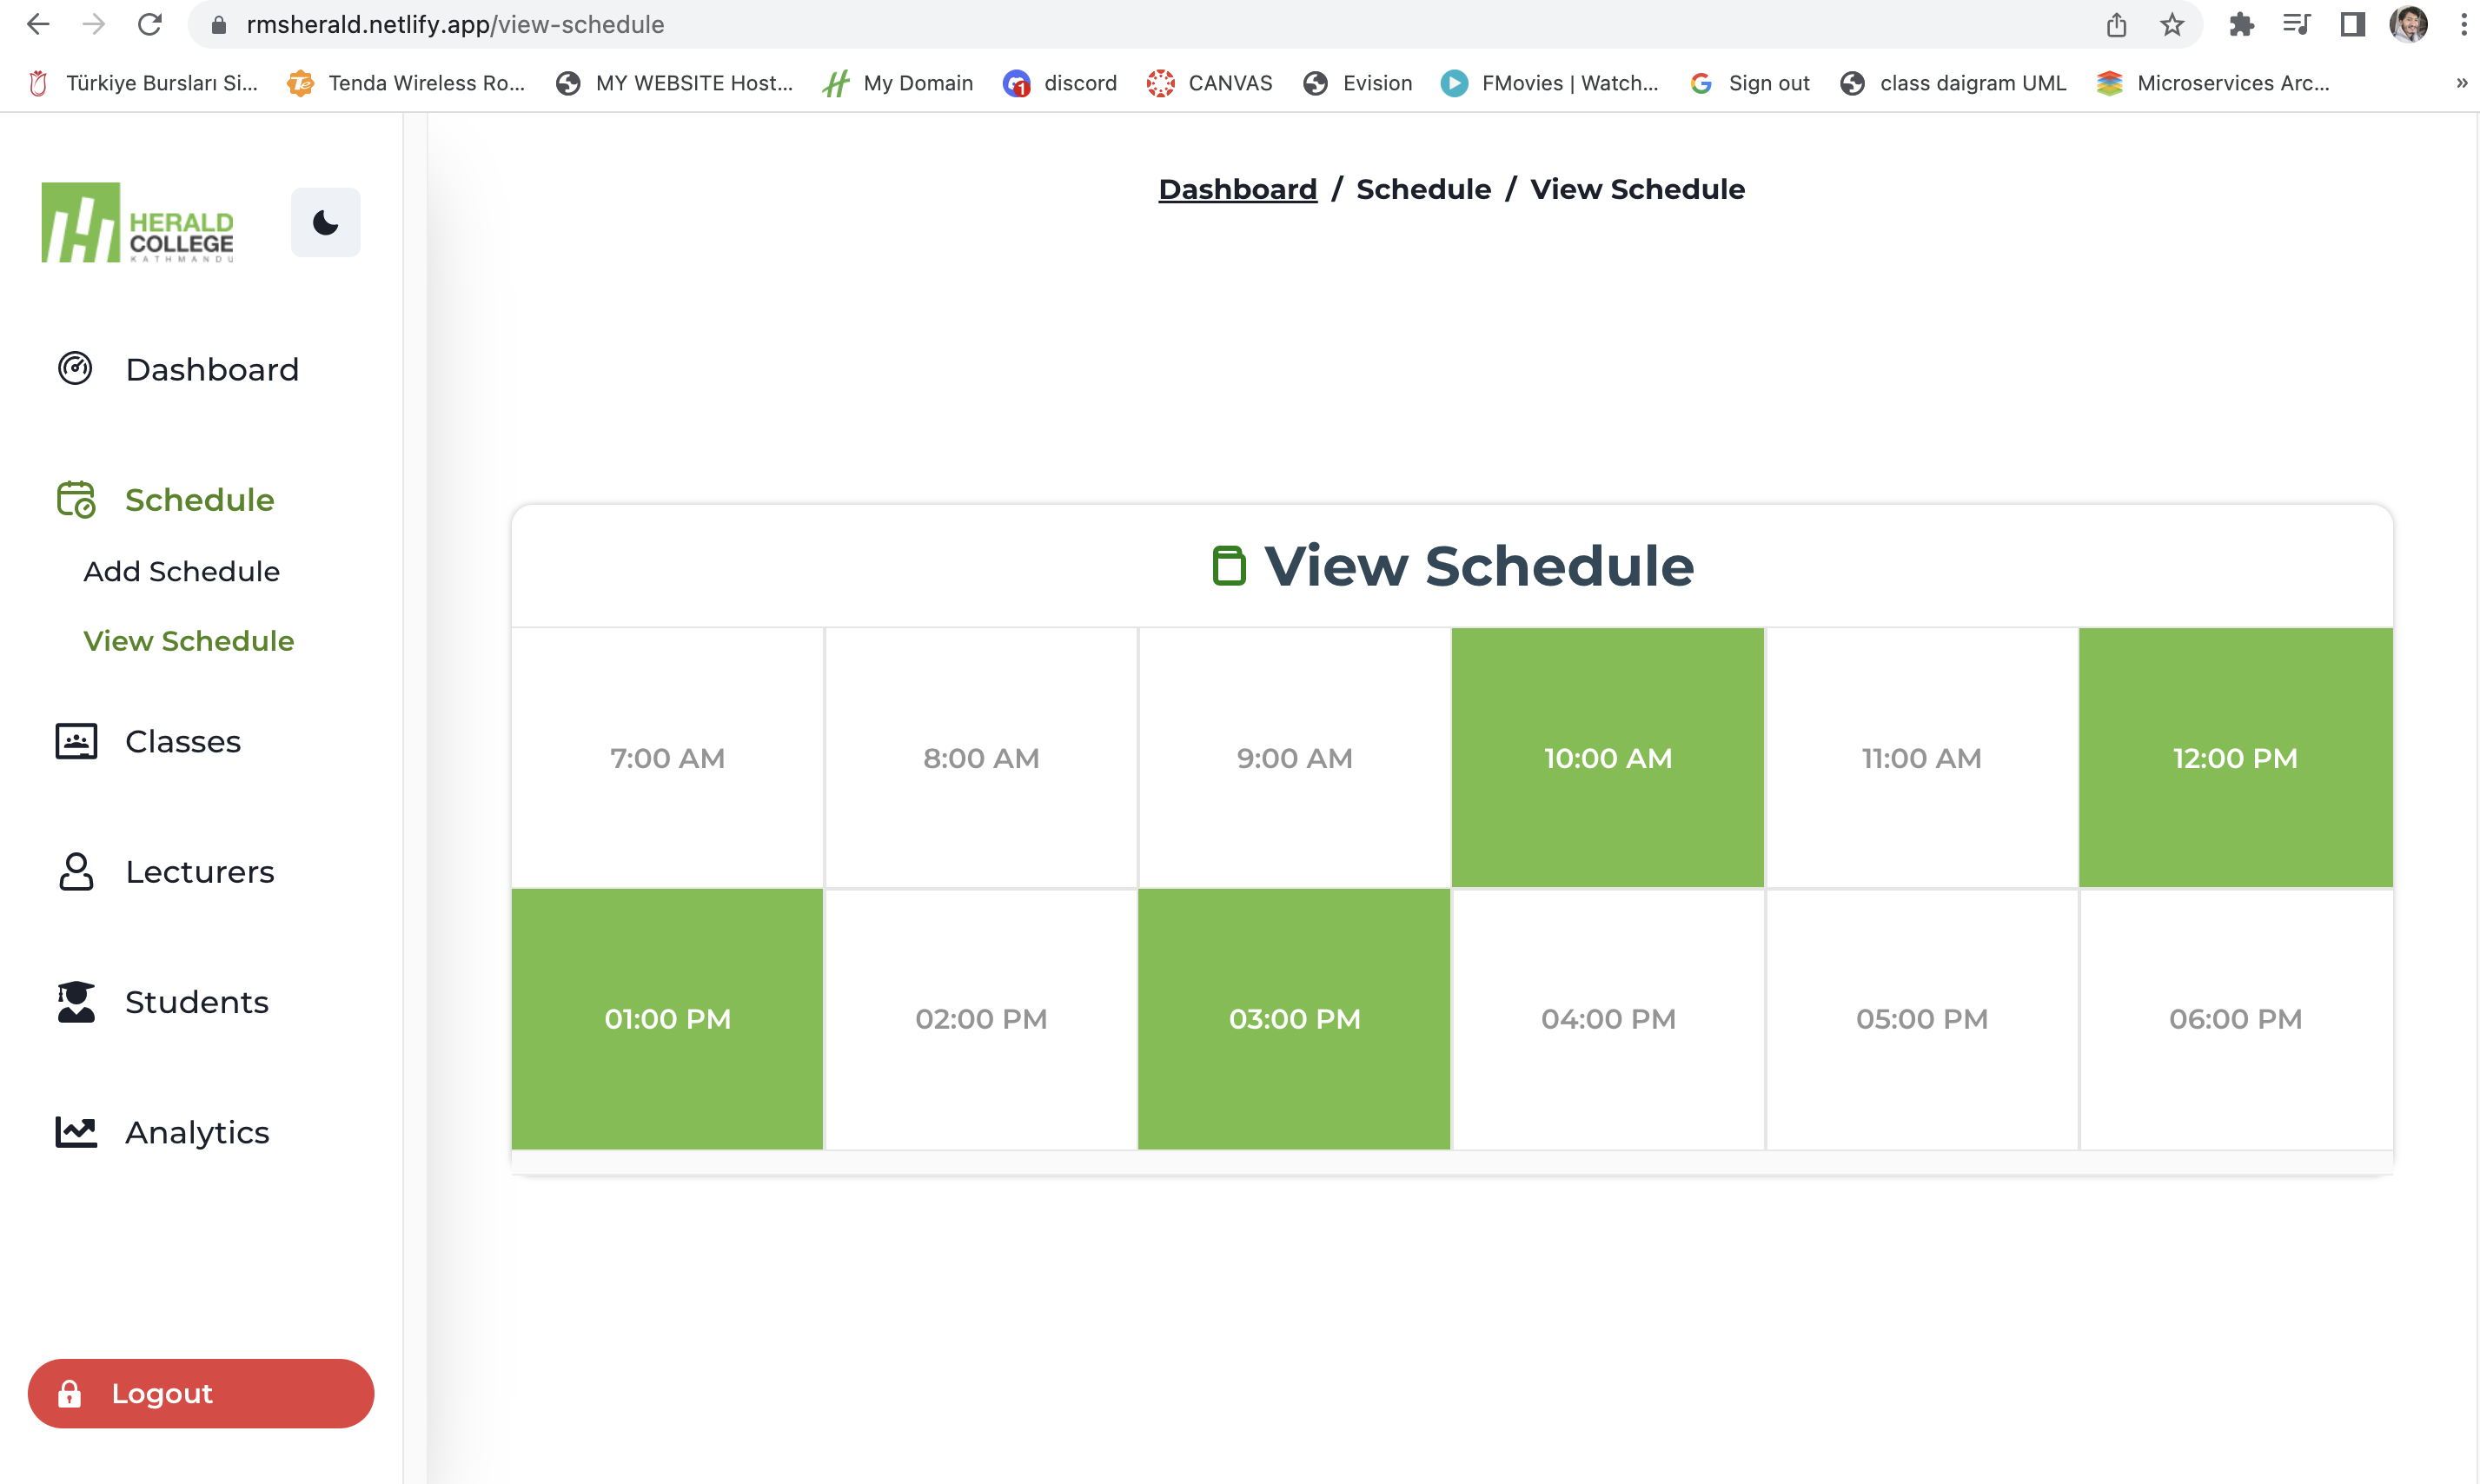 rmsherald.netlify.app/view-schedule
Türkiye Bursları Si... Tenda Wireless Ro... MY WEBSITE Host... My Domain discord CANVAS Evision FMovies | Watch... Sign out class daigram UML Microservices Arc... »
HERALD
COLLEGE
KATHMANDU
Dashboard / Schedule / View Schedule
Dashboard
Schedule
Add Schedule
View Schedule
Classes
Lecturers
Students
Analytics
Logout
View Schedule
7:00 AM 8:00 AM 9:00 AM 10:00 AM 11:00 AM 12:00 PM
01:00 PM 02:00 PM 03:00 PM 04:00 PM 05:00 PM 06:00 PM